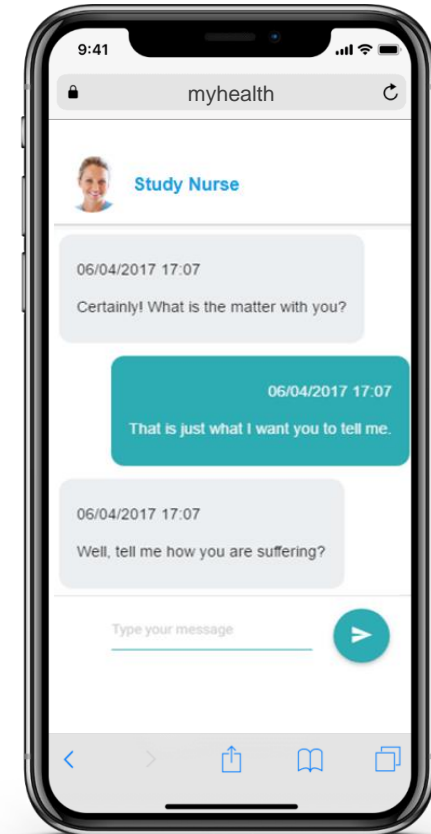 9:41
myhealth
Study Nurse
06/04/2017 17:07
Certainly! What is the matter with you?
06/04/2017 17:07
That is just what I want you to tell me.
06/04/2017 17:07
Well, tell me how you are suffering?
Type your message